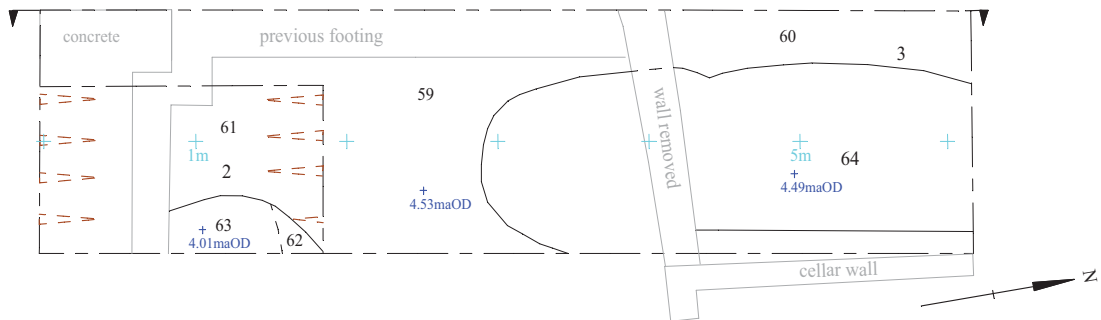 concrete
previous footing
60
3
59
61
1m
2
63
4.01maOD
62
4.53maOD
wall removed
5m
64
4.49maOD
cellar wall
N